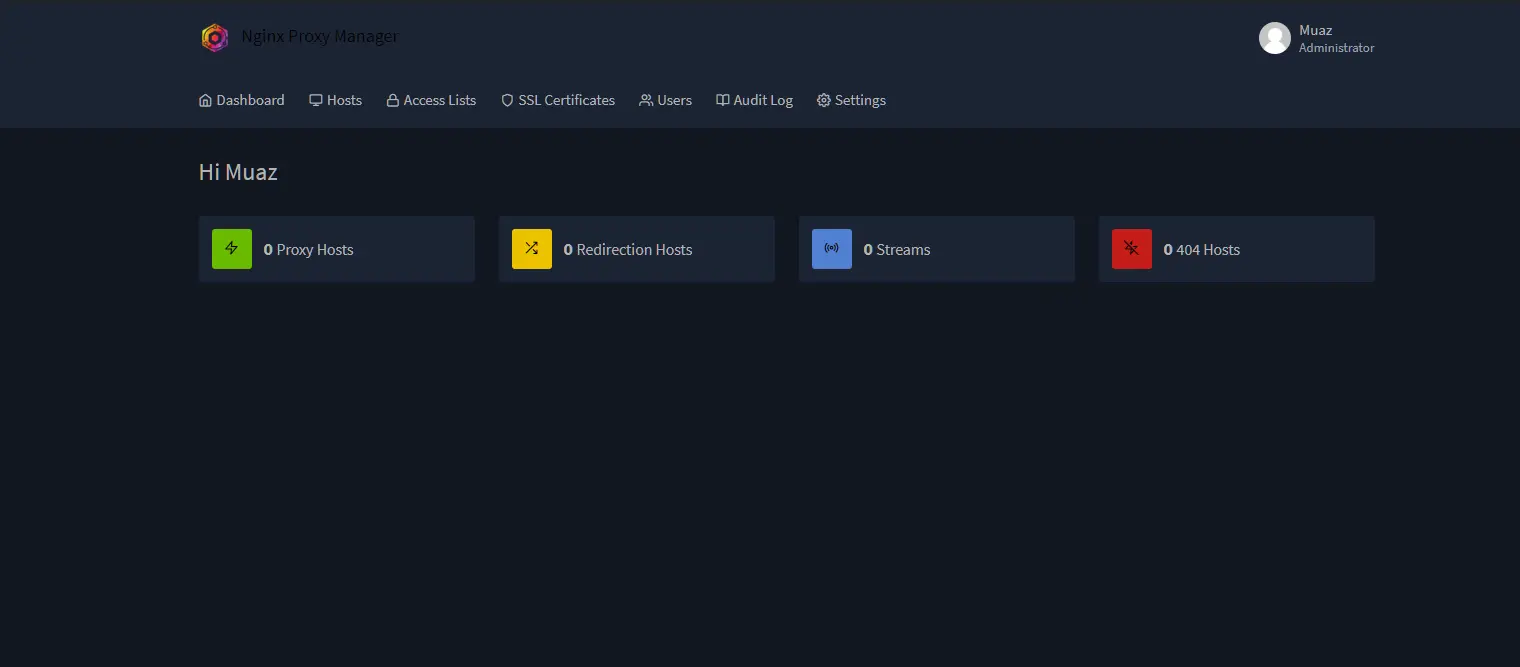 Nginx Proxy Manager
Muaz
Administrator
Dashboard Hosts Access Lists SSL Certificates Users Audit Log Settings
Hi Muaz
0 Proxy Hosts 0 Redirection Hosts 0 Streams 0 404 Hosts